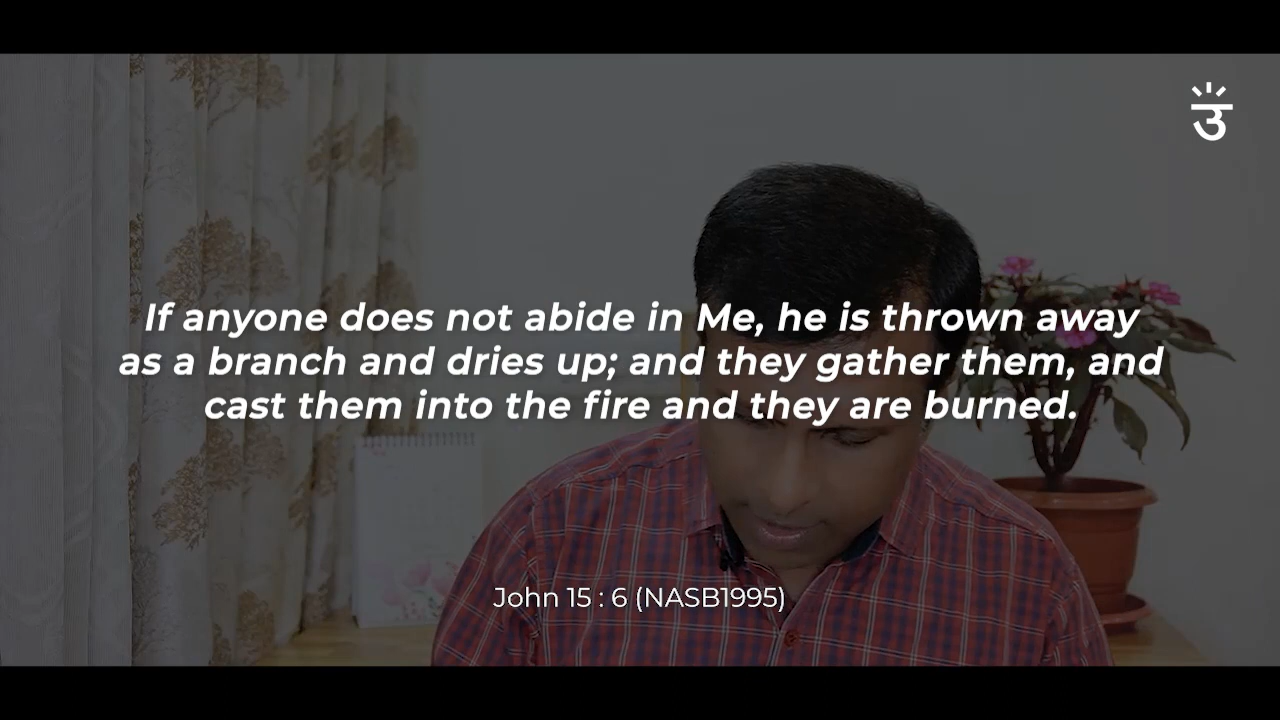 उ
If anyone does not abide in Me, he is thrown away
as a branch and dries up; and they gather them, and
cast them into the fire and they are burned.
John 15 : 6 (NASB1995)